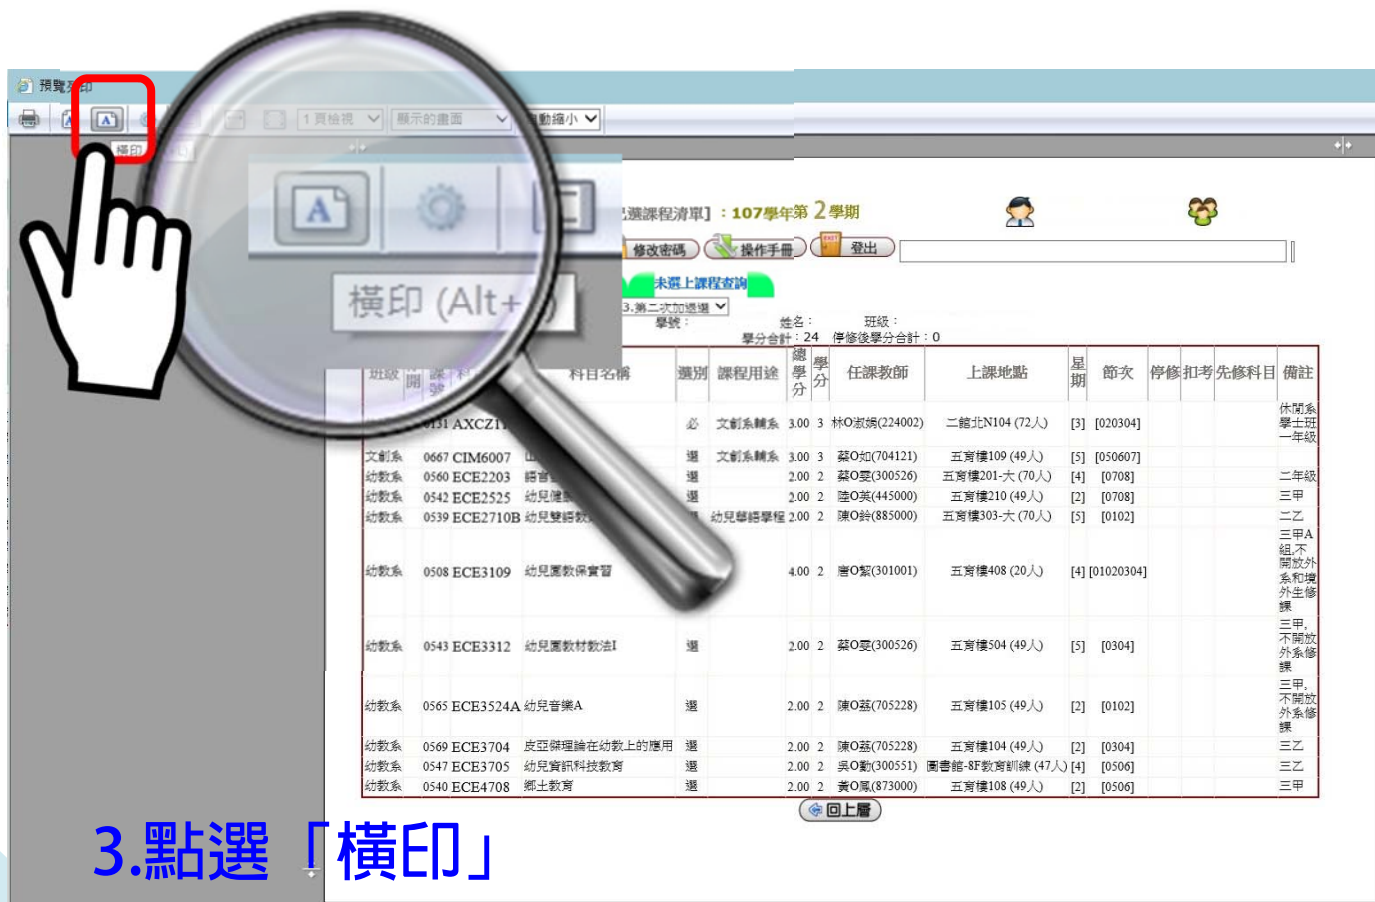 預覽列印
1 頁檢視 顯示的畫面 自動縮小
橫印
橫印 (Alt+
已選課程清單] ：107學年第 2學期
修改密碼 操作手冊 EXIT 登出
未選上課程查詢
3.第二次加退選
學號： 姓名： 班級：
學分合計：24 停修後學分合計：0
班級 開 課號 科目名稱 選別 課程用途 總學分 學分 任課教師 上課地點 星期 節次 停修 扣考 先修科目 備註
0131 AXCZ11 必 文創系輔系 3.00 3 林O淑娟(224002) 二館北N104 (72人) [3] [020304] 休閒系學士班一年級
文創系 0667 CIM6007 選 文創系輔系 3.00 3 蔡O如(704121) 五育樓109 (49人) [5] [050607]
幼教系 0560 ECE2203 語言 選 2.00 2 蔡O雯(300526) 五育樓201-大 (70人) [4] [0708] 二年級
幼教系 0542 ECE2525 幼兒健 選 2.00 2 陸O英(445000) 五育樓210 (49人) [2] [0708] 三甲
幼教系 0539 ECE2710B 幼兒雙語教 幼兒華語學程 2.00 2 陳O鈴(885000) 五育樓303-大 (70人) [5] [0102] 二乙
幼教系 0508 ECE3109 幼兒園教保實習 4.00 2 唐O絜(301001) 五育樓408 (20人) [4] [01020304] 三甲A組,不開放外系和境外生修課
幼教系 0543 ECE3312 幼兒園教材教法I 選 2.00 2 蔡O雯(300526) 五育樓504 (49人) [5] [0304] 三甲,不開放外系修課
幼教系 0565 ECE3524A 幼兒音樂A 選 2.00 2 陳O茲(705228) 五育樓105 (49人) [2] [0102] 三甲,不開放外系修課
幼教系 0569 ECE3704 皮亞傑理論在幼教上的應用 選 2.00 2 陳O茲(705228) 五育樓104 (49人) [2] [0304] 三乙
幼教系 0547 ECE3705 幼兒資訊科技教育 選 2.00 2 吳O勤(300551) 圖書館-8F教育訓練 (47人) [4] [0506] 三乙
幼教系 0540 ECE4708 鄉土教育 選 2.00 2 黃O鳳(873000) 五育樓108 (49人) [2] [0506] 三甲
回上層
3.點選「橫印」